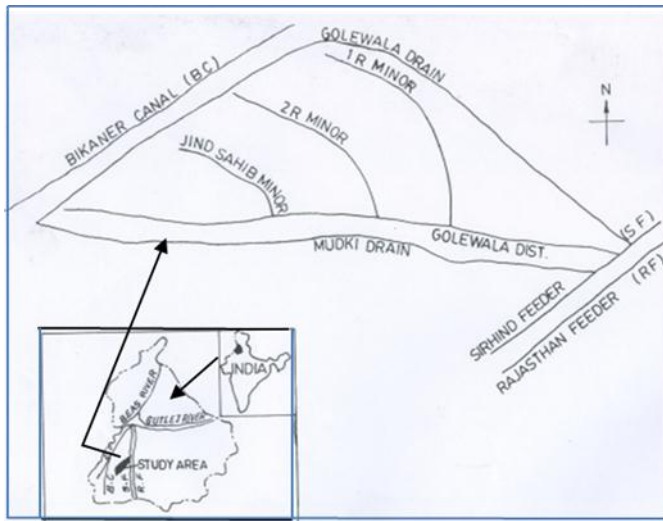 GOLEWALA DRAIN
1R MINOR
BIKANER CANAL (BC)
N
2R MINOR
JIND SAHIB MINOR
GOLEWALA DIST.
(SF)
MUDKI DRAIN
SIRHIND FEEDER
RAJASTHAN FEEDER (RF)
INDIA
BEAS RIVER
SUTLEJ RIVER
STUDY AREA
B.C
S.F
R.F